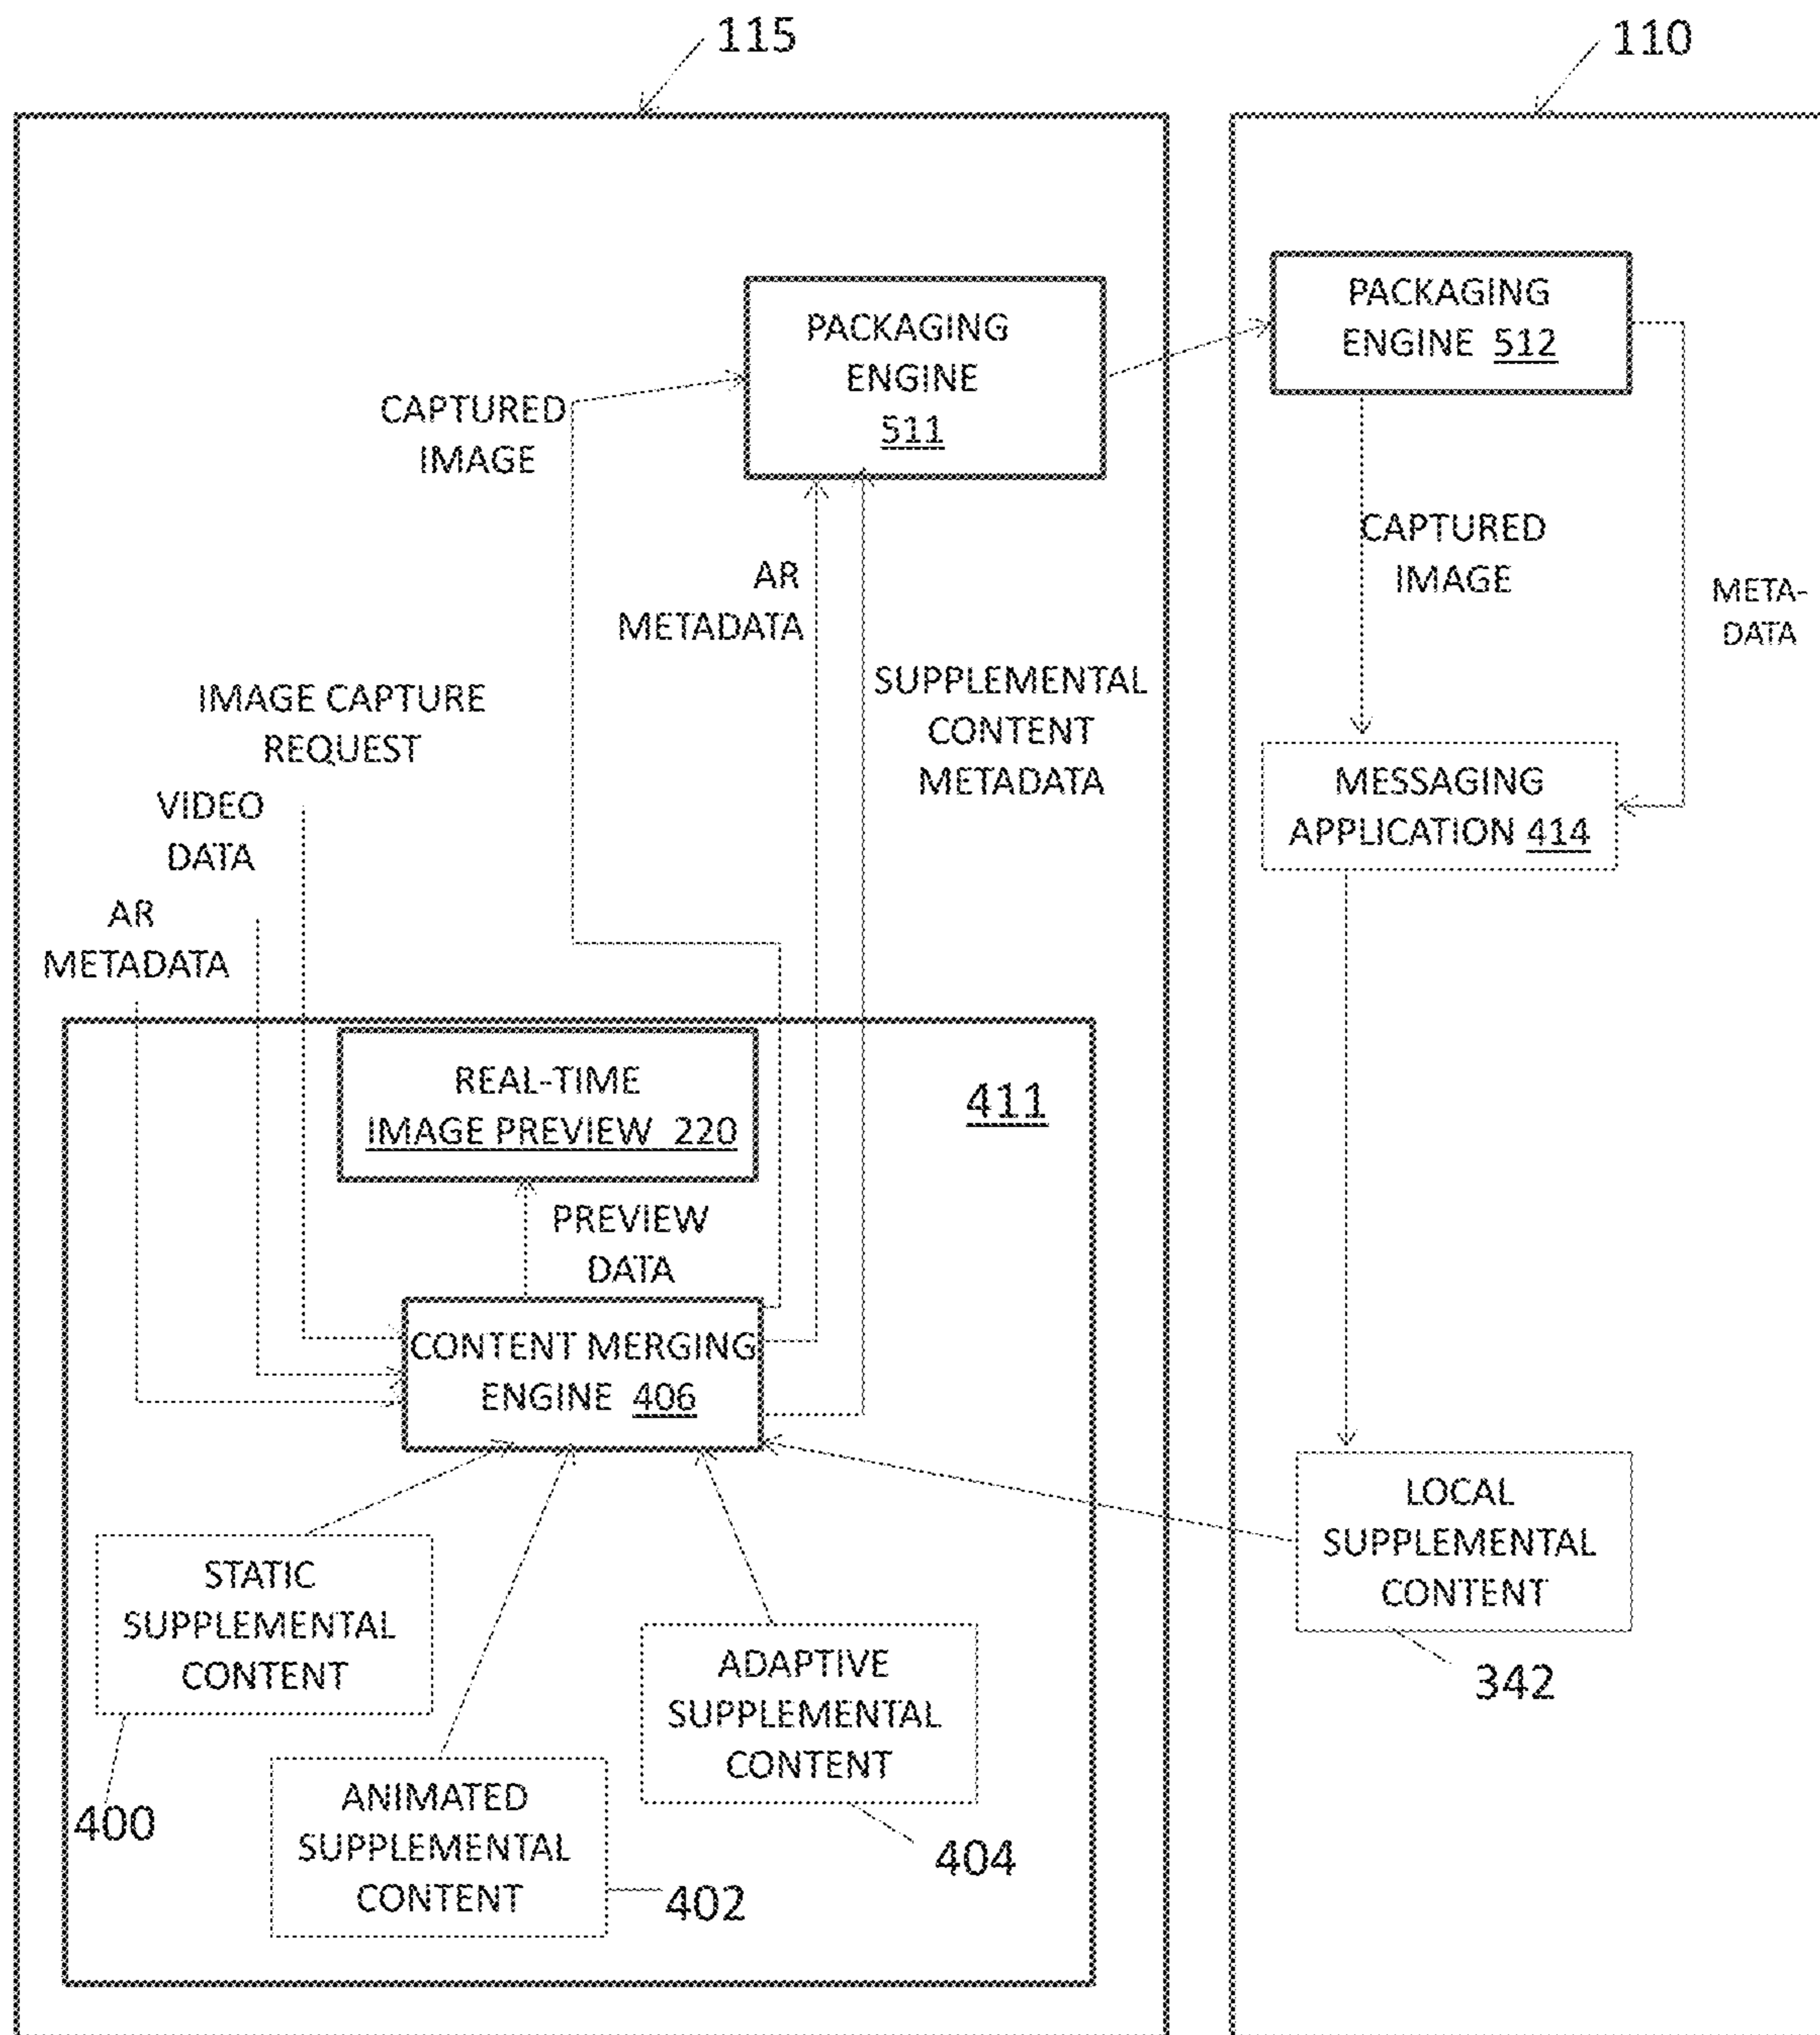 115
110
PACKAGING
ENGINE
511
PACKAGING
ENGINE 512
CAPTURED
IMAGE
CAPTURED
IMAGE
META-
DATA
AR
METADATA
SUPPLEMENTAL
CONTENT
METADATA
IMAGE CAPTURE
REQUEST
VIDEO
DATA
AR
METADATA
MESSAGING
APPLICATION 414
REAL-TIME
IMAGE PREVIEW 220
411
PREVIEW
DATA
CONTENT MERGING
ENGINE 406
LOCAL
SUPPLEMENTAL
CONTENT
342
STATIC
SUPPLEMENTAL
CONTENT
400
ADAPTIVE
SUPPLEMENTAL
CONTENT
404
ANIMATED
SUPPLEMENTAL
CONTENT
402